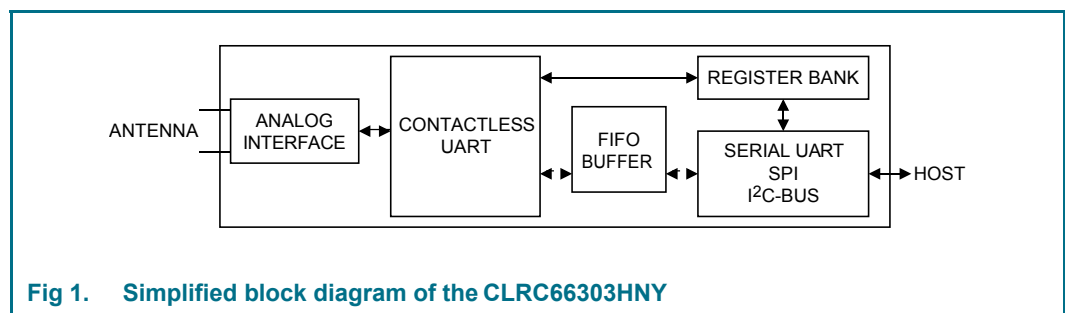 ANTENNA
ANALOG
INTERFACE
CONTACTLESS
UART
FIFO
BUFFER
REGISTER BANK
SERIAL UART
SPI
I²C-BUS
HOST
Fig 1. Simplified block diagram of the CLRC66303HNY